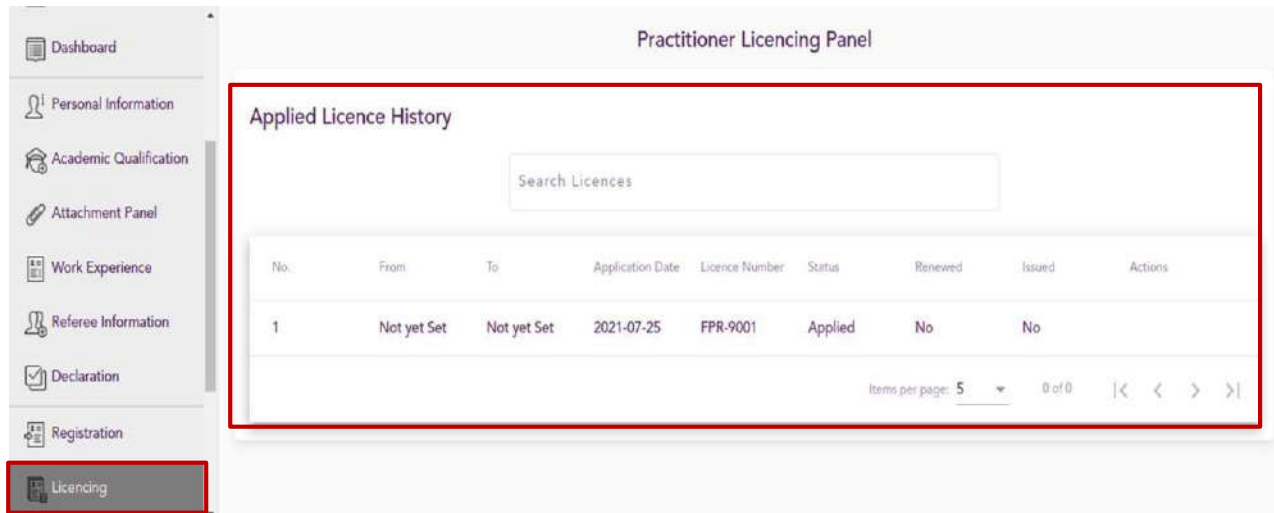 Dashboard
Personal Information
Academic Qualification
Attachment Panel
Work Experience
Referee Information
Declaration
Registration
Licencing
Practitioner Licencing Panel
Applied Licence History
Search Licences
No. From To Application Date Licence Number Status Renewed Issued Actions
1 Not yet Set Not yet Set 2021-07-25 FPR-9001 Applied No No
Items per page: 5 0 of 0